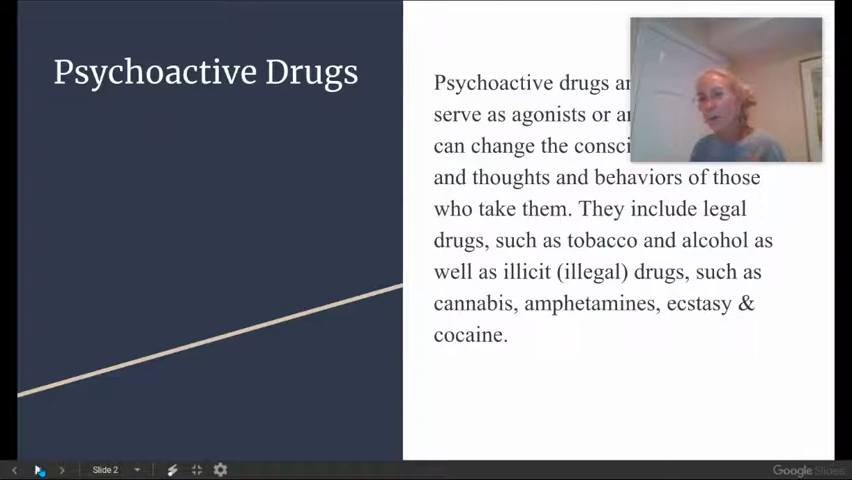 Psychoactive Drugs
Psychoactive drugs
serve as agonists or
can change the
and thoughts and behaviors of those
who take them. They include legal
drugs, such as tobacco and alcohol as
well as illicit (illegal) drugs, such as
cannabis, amphetamines, ecstasy &
cocaine.
Slide 2
Google Slides